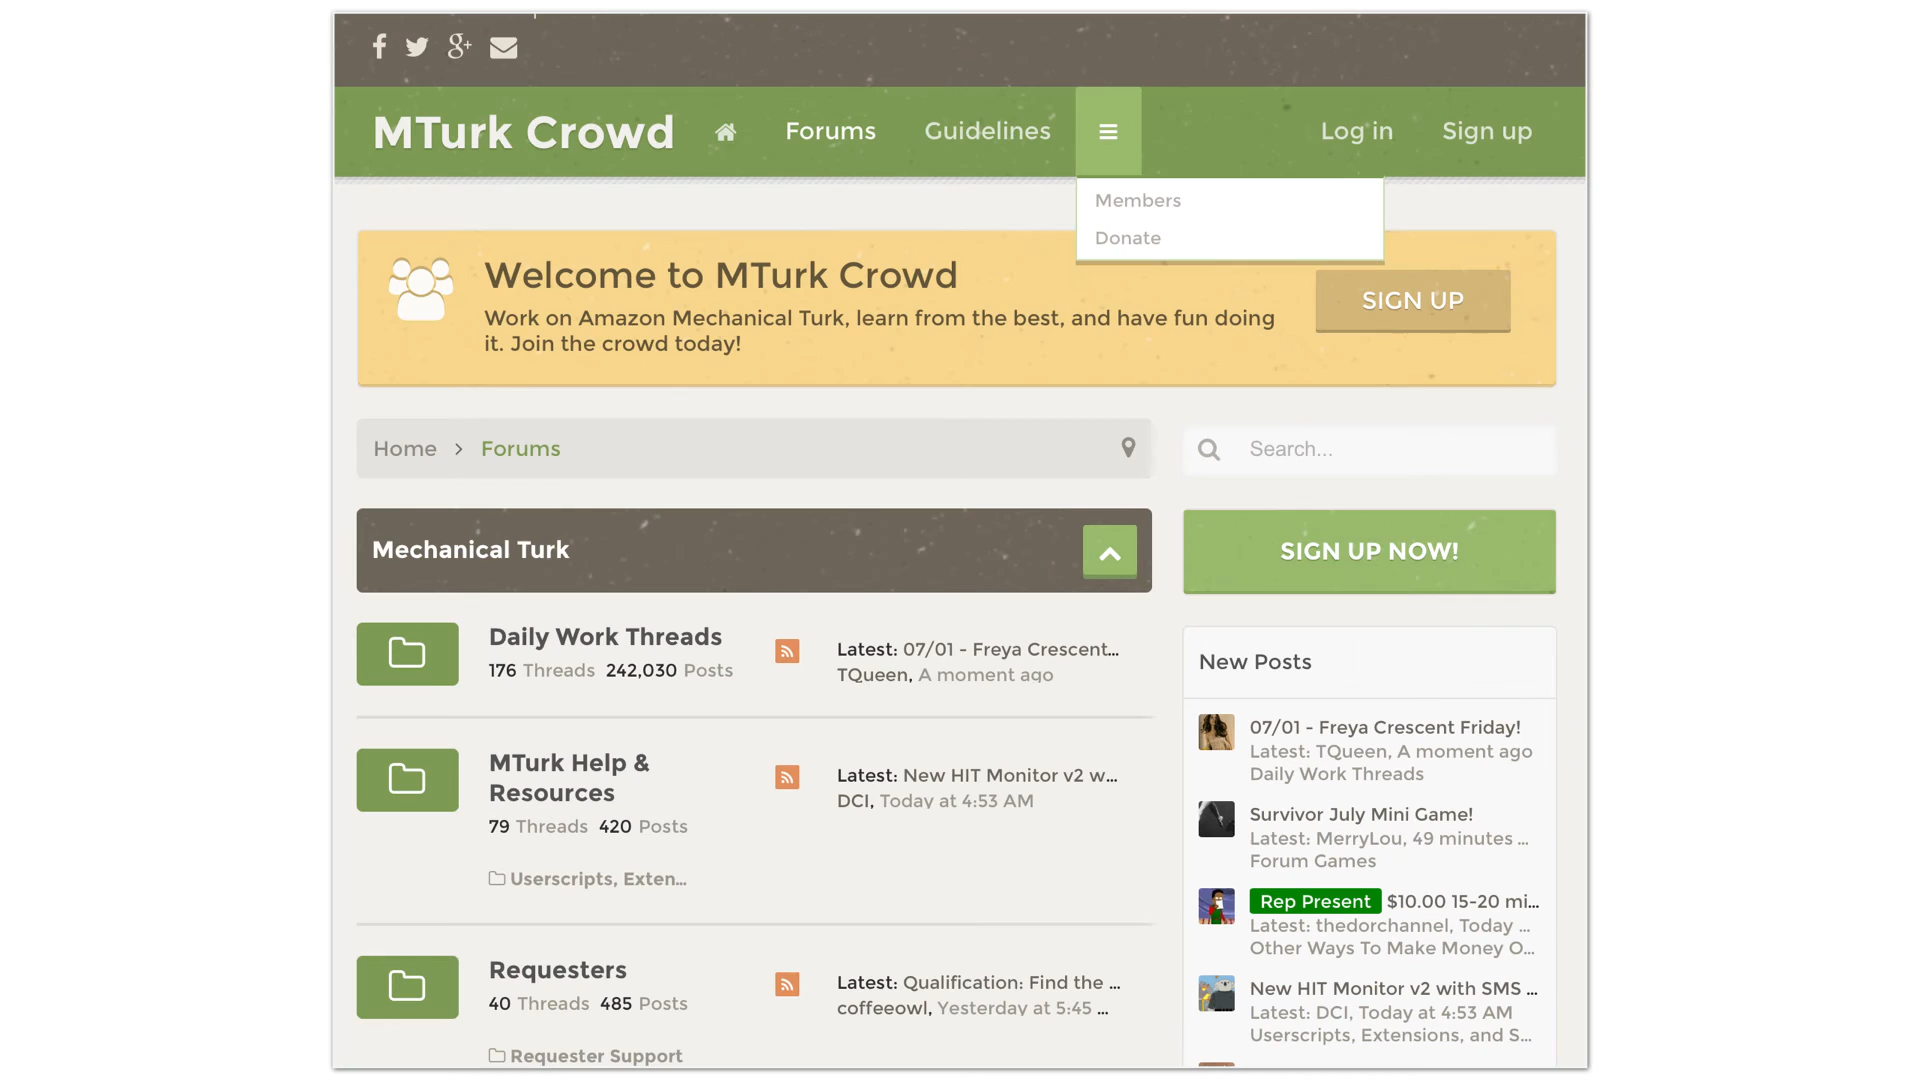 MTurk Crowd
Forums
Guidelines
Log in
Sign up
Members
Donate
Welcome to MTurk Crowd
Work on Amazon Mechanical Turk, learn from the best, and have fun doing
it. Join the crowd today!
SIGN UP
Home > Forums
Search...
Mechanical Turk
SIGN UP NOW!
Daily Work Threads
176 Threads 242,030 Posts
Latest: 07/01 - Freya Crescent...
TQueen, A moment ago
MTurk Help &
Resources
79 Threads 420 Posts
Userscripts, Exten...
Latest: New HIT Monitor v2 w...
DCI, Today at 4:53 AM
Requesters
40 Threads 485 Posts
Requester Support
Latest: Qualification: Find the ...
coffeeowl, Yesterday at 5:45 ...
New Posts
07/01 - Freya Crescent Friday!
Latest: TQueen, A moment ago
Daily Work Threads
Survivor July Mini Game!
Latest: MerryLou, 49 minutes ...
Forum Games
Rep Present $10.00 15-20 mi...
Latest: thedorchannel, Today ...
Other Ways To Make Money O...
New HIT Monitor v2 with SMS ...
Latest: DCI, Today at 4:53 AM
Userscripts, Extensions, and S...